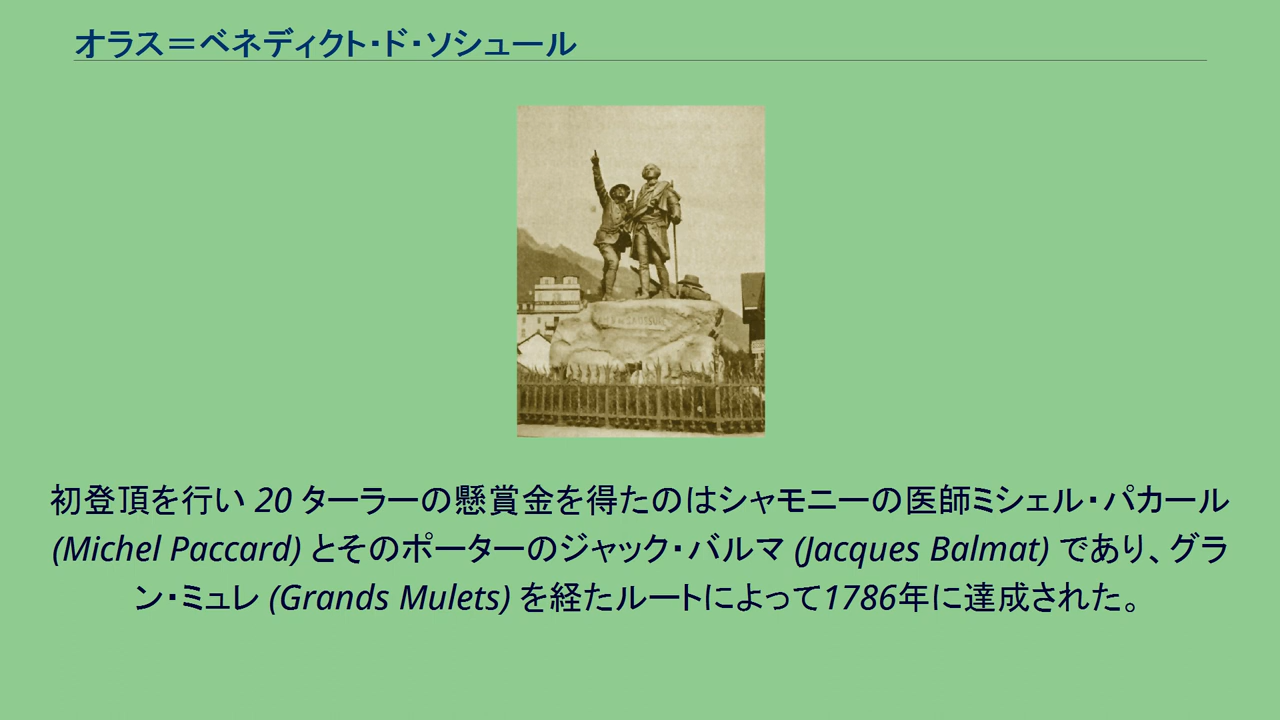 オラス＝ベネディクト・ド・ソシュール
初登頂を行い 20 ターラーの懸賞金を得たのはシャモニーの医師ミシェル・パカール
(Michel Paccard) とそのポーターのジャック・バルマ (Jacques Balmat) であり、グラ
ン・ミュレ (Grands Mulets) を経たルートによって1786年に達成された。